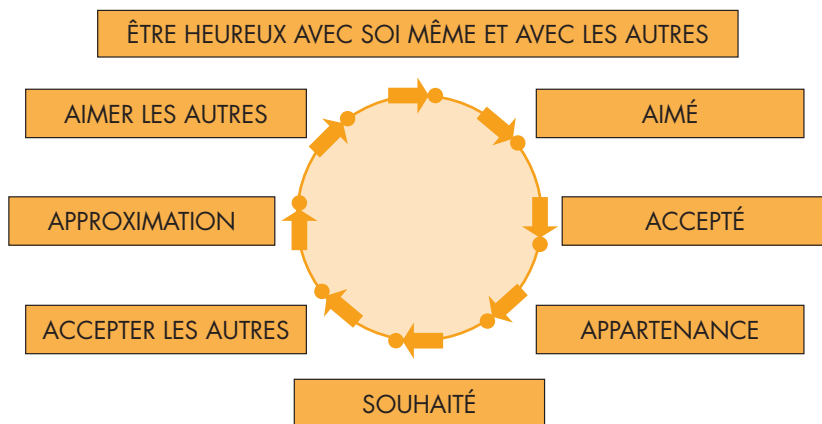 ÊTRE HEUREUX AVEC SOI MÊME ET AVEC LES AUTRES
AIMER LES AUTRES
AIMÉ
APPROXIMATION
ACCEPTÉ
ACCEPTER LES AUTRES
APPARTENANCE
SOUHAITÉ